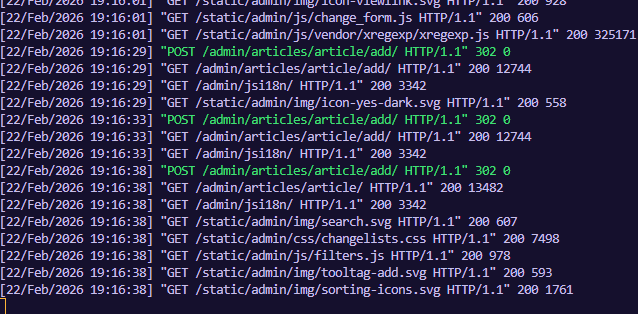 [22/Feb/2026 19:16:01] "GET /static/admin/img/icon-viewlink.svg HTTP/1.1" 200 928
[22/Feb/2026 19:16:01] "GET /static/admin/js/change_form.js HTTP/1.1" 200 606
[22/Feb/2026 19:16:01] "GET /static/admin/js/vendor/xregexp/xregexp.js HTTP/1.1" 200 325171
[22/Feb/2026 19:16:29] "POST /admin/articles/article/add/ HTTP/1.1" 302 0
[22/Feb/2026 19:16:29] "GET /admin/articles/article/add/ HTTP/1.1" 200 12744
[22/Feb/2026 19:16:29] "GET /admin/jsi18n/ HTTP/1.1" 200 3342
[22/Feb/2026 19:16:29] "GET /static/admin/img/icon-yes-dark.svg HTTP/1.1" 200 558
[22/Feb/2026 19:16:33] "POST /admin/articles/article/add/ HTTP/1.1" 302 0
[22/Feb/2026 19:16:33] "GET /admin/articles/article/add/ HTTP/1.1" 200 12744
[22/Feb/2026 19:16:33] "GET /admin/jsi18n/ HTTP/1.1" 200 3342
[22/Feb/2026 19:16:38] "POST /admin/articles/article/add/ HTTP/1.1" 302 0
[22/Feb/2026 19:16:38] "GET /admin/articles/article/ HTTP/1.1" 200 13482
[22/Feb/2026 19:16:38] "GET /admin/jsi18n/ HTTP/1.1" 200 3342
[22/Feb/2026 19:16:38] "GET /static/admin/img/search.svg HTTP/1.1" 200 607
[22/Feb/2026 19:16:38] "GET /static/admin/css/changelists.css HTTP/1.1" 200 7498
[22/Feb/2026 19:16:38] "GET /static/admin/js/filters.js HTTP/1.1" 200 978
[22/Feb/2026 19:16:38] "GET /static/admin/img/tooltag-add.svg HTTP/1.1" 200 593
[22/Feb/2026 19:16:38] "GET /static/admin/img/sorting-icons.svg HTTP/1.1" 200 1761